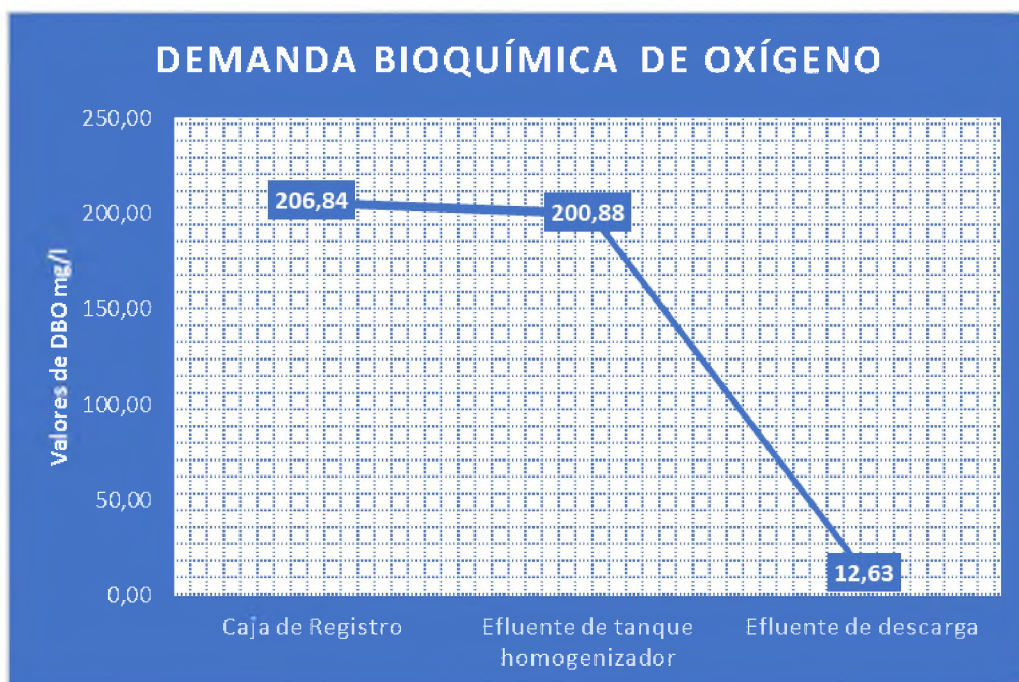 DEMANDA BIOQUÍMICA DE OXÍGENO
250,00
200,00
150,00
100,00
50,00
0,00
Valores de DBO mg/l
206,84
200,88
12,63
Caja de Registro
Efluente de tanque
homogenizador
Efluente de descarga